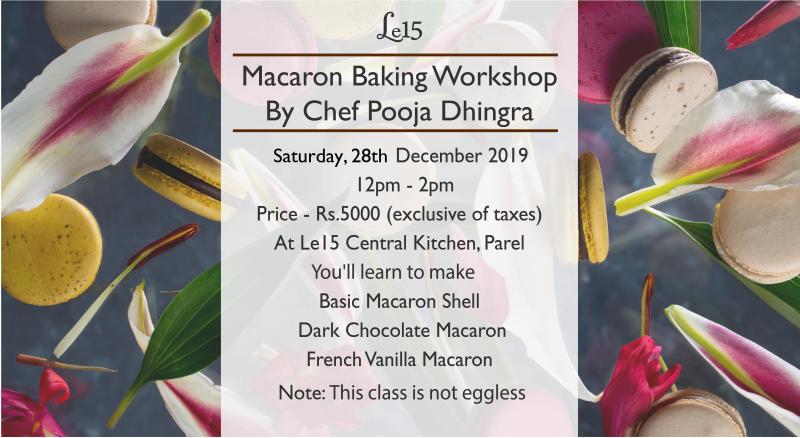 Le15
Macaron Baking Workshop
By Chef Pooja Dhingra
Saturday, 28th December 2019
12pm - 2pm
Price - Rs.5000 (exclusive of taxes)
At Le15 Central Kitchen, Parel
You'll learn to make
Basic Macaron Shell
Dark Chocolate Macaron
French Vanilla Macaron
Note: This class is not eggless